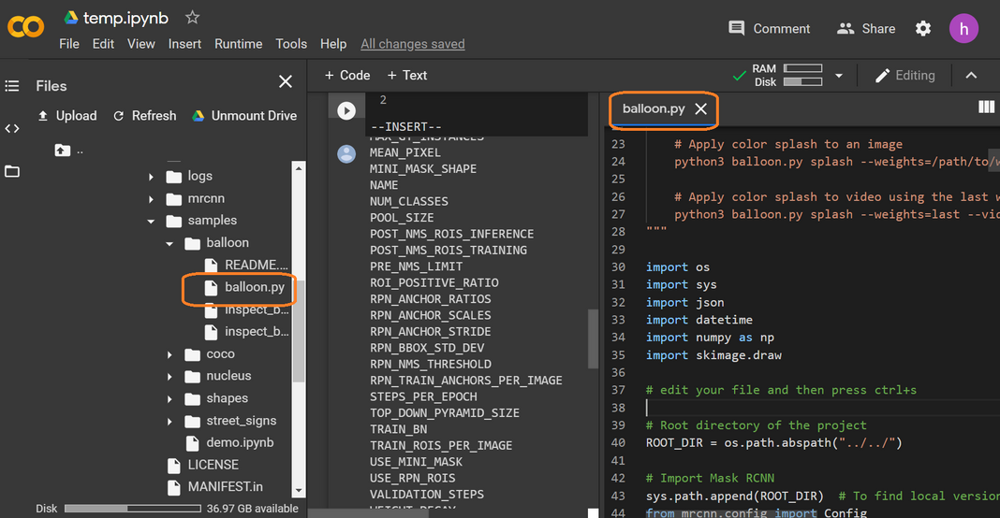 temp.ipynb
File Edit View Insert Runtime Tools Help All changes saved
Comment
Share
h
Files
+ Code + Text
RAM
Disk
Editing
Upload Refresh Unmount Drive
..
logs
mrcnn
samples
balloon
README....
balloon.py
inspect_b...
inspect_b...
coco
nucleus
shapes
street_signs
demo.ipynb
LICENSE
MANIFEST.in
Disk 36.97 GB available
2
--INSERT--
MAX_GT_INSTANCES
MEAN_PIXEL
MINI_MASK_SHAPE
NAME
NUM_CLASSES
POOL_SIZE
POST_NMS_ROIS_INFERENCE
POST_NMS_ROIS_TRAINING
PRE_NMS_LIMIT
ROI_POSITIVE_RATIO
RPN_ANCHOR_RATIOS
RPN_ANCHOR_SCALES
RPN_ANCHOR_STRIDE
RPN_BBOX_STD_DEV
RPN_NMS_THRESHOLD
RPN_TRAIN_ANCHORS_PER_IMAGE
STEPS_PER_EPOCH
TOP_DOWN_PYRAMID_SIZE
TRAIN_BN
TRAIN_ROIS_PER_IMAGE
USE_MINI_MASK
USE_RPN_ROIS
VALIDATION_STEPS
WEIGHT_DECAY
balloon.py
23 # Apply color splash to an image
24 python3 balloon.py splash --weights=/path/to/w
25
26 # Apply color splash to video using the last w
27 python3 balloon.py splash --weights=last --vid
28 """
29
30 import os
31 import sys
32 import json
33 import datetime
34 import numpy as np
35 import skimage.draw
36
37 # edit your file and then press ctrl+s
38
39 # Root directory of the project
40 ROOT_DIR = os.path.abspath("../../")
41
42 # Import Mask RCNN
43 sys.path.append(ROOT_DIR) # To find local version
44 from mrcnn.config import Config